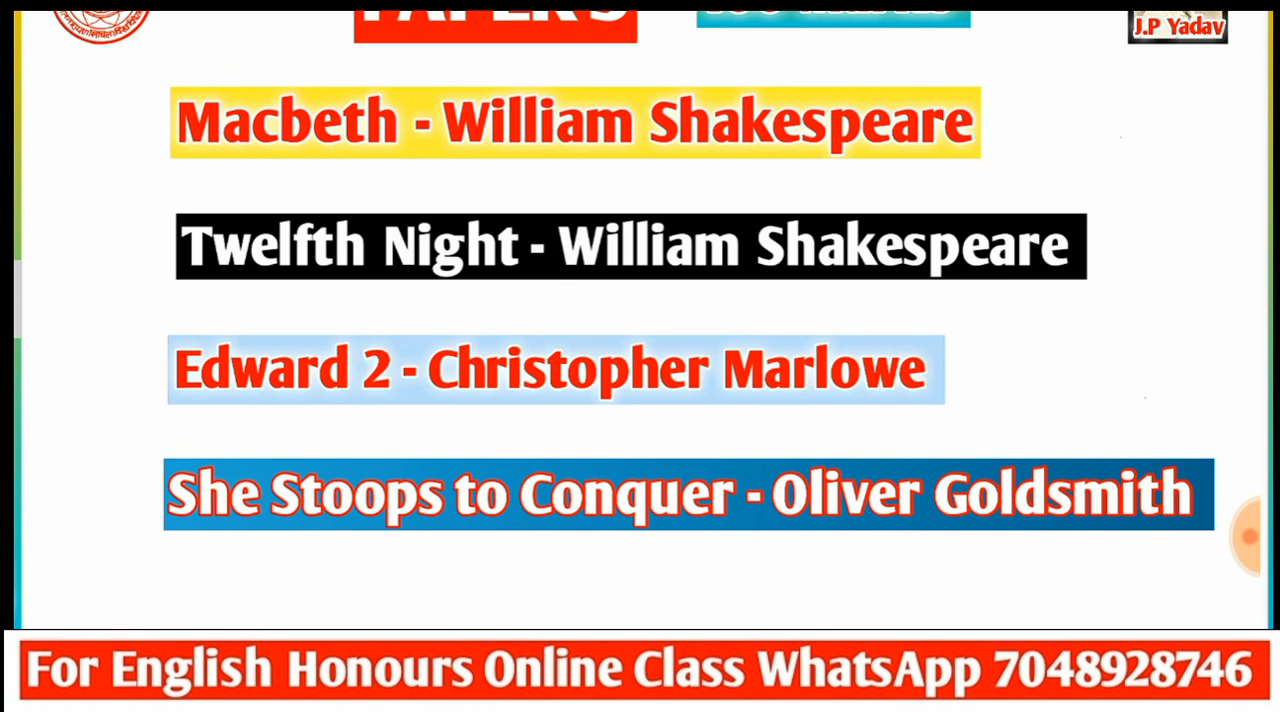 PAPERS
J.P Yadav
Macbeth - William Shakespeare
Twelfth Night - William Shakespeare
Edward 2 - Christopher Marlowe
She Stoops to Conquer - Oliver Goldsmith
For English Honours Online Class WhatsApp 7048928746